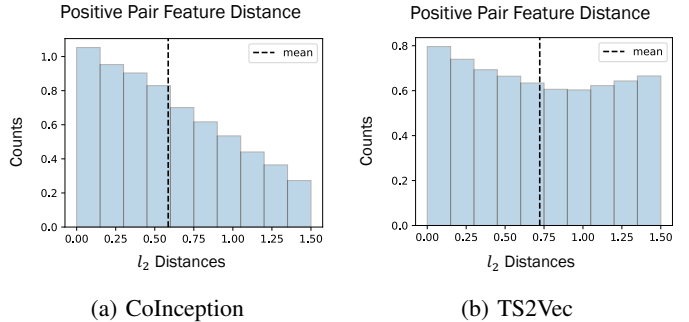 Positive Pair Feature Distance
mean
1.0
0.8
0.6
0.4
0.2
0.0
Counts
0.00 0.25 0.50 0.75 1.00 1.25 1.50
l₂ Distances
(a) CoInception
Positive Pair Feature Distance
mean
0.8
0.6
0.4
0.2
0.0
Counts
0.00 0.25 0.50 0.75 1.00 1.25 1.50
l₂ Distances
(b) TS2Vec